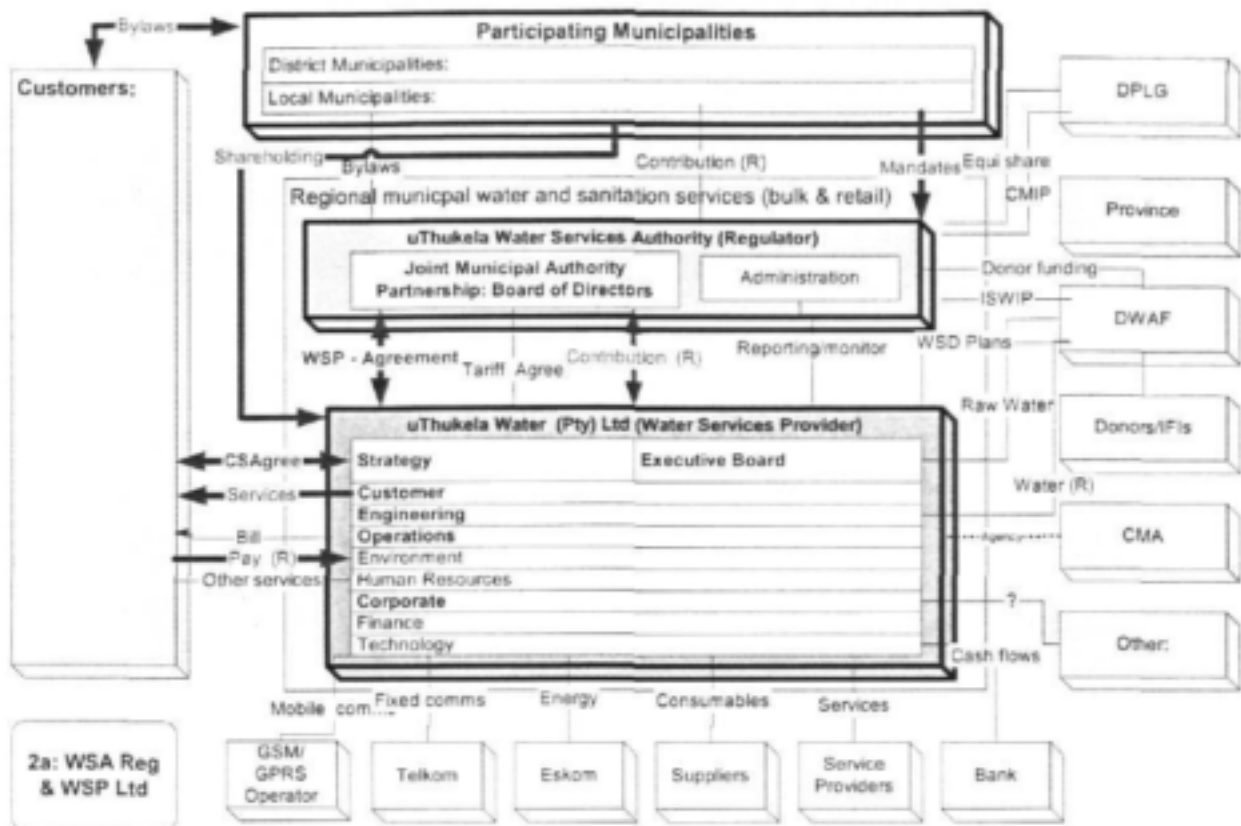 Bylaws
Participating Municipalities
District Municipalities:
Local Municipalities:
Customers:
DPLG
Shareholding
Bylaws
Contribution (R)
Mandates
Equi share
CMIP
Regional municpal water and sanitation services (bulk & retail)
Province
uThukela Water Services Authority (Regulator)
Joint Municipal Authority
Partnership: Board of Directors
Administration
Donor funding
ISWIP
DWAF
WSP - Agreement
Tariff Agree
Contribution (R)
Reporting/monitor
WSD Plans
Raw Water
Donors/IFIs
uThukela Water (Pty) Ltd (Water Services Provider)
CSAgree
Strategy
Executive Board
Services
Customer
Water (R)
Engineering
Bill
Operations
Agency
CMA
Pay (R)
Environment
Other services
Human Resources
Corporate
?
Finance
Technology
Cash flows
Other:
Mobile comms
Fixed comms
Energy
Consumables
Services
2a: WSA Reg
& WSP Ltd
GSM/
GPRS
Operator
Telkom
Eskom
Suppliers
Service
Providers
Bank